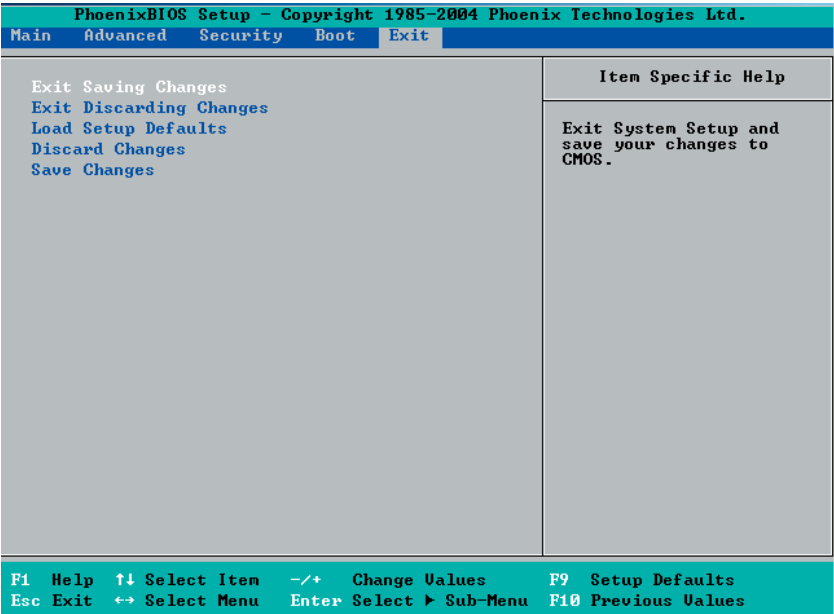 PhoenixBIOS Setup - Copyright 1985-2004 Phoenix Technologies Ltd.
Main Advanced Security Boot Exit
Exit Saving Changes
Exit Discarding Changes
Load Setup Defaults
Discard Changes
Save Changes
Item Specific Help
Exit System Setup and
save your changes to
CMOS.
F1 Help ↑↓ Select Item -/+ Change Values F9 Setup Defaults
Esc Exit ↔ Select Menu Enter Select ▶ Sub-Menu F10 Previous Values